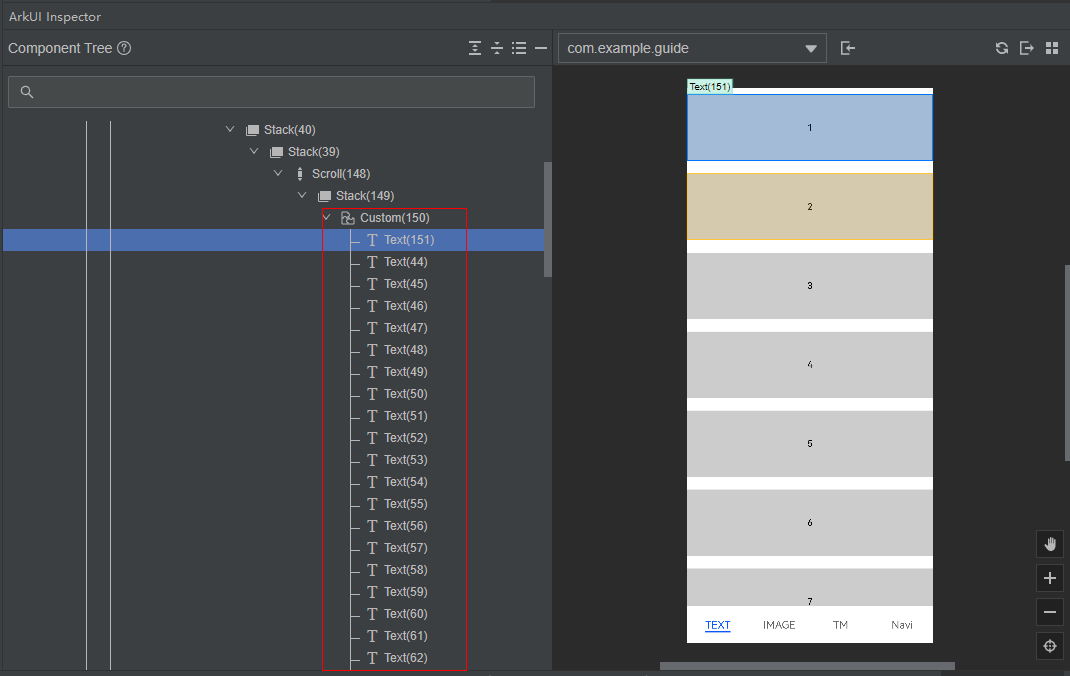 ArkUI Inspector
Component Tree ?
com.example.guide
Stack(40)
Stack(39)
Scroll(148)
Stack(149)
Custom(150)
T Text(151)
T Text(44)
T Text(45)
T Text(46)
T Text(47)
T Text(48)
T Text(49)
T Text(50)
T Text(51)
T Text(52)
T Text(53)
T Text(54)
T Text(55)
T Text(56)
T Text(57)
T Text(58)
T Text(59)
T Text(60)
T Text(61)
T Text(62)
Text(151)
1
2
3
4
5
6
7
TEXT IMAGE TM Navi